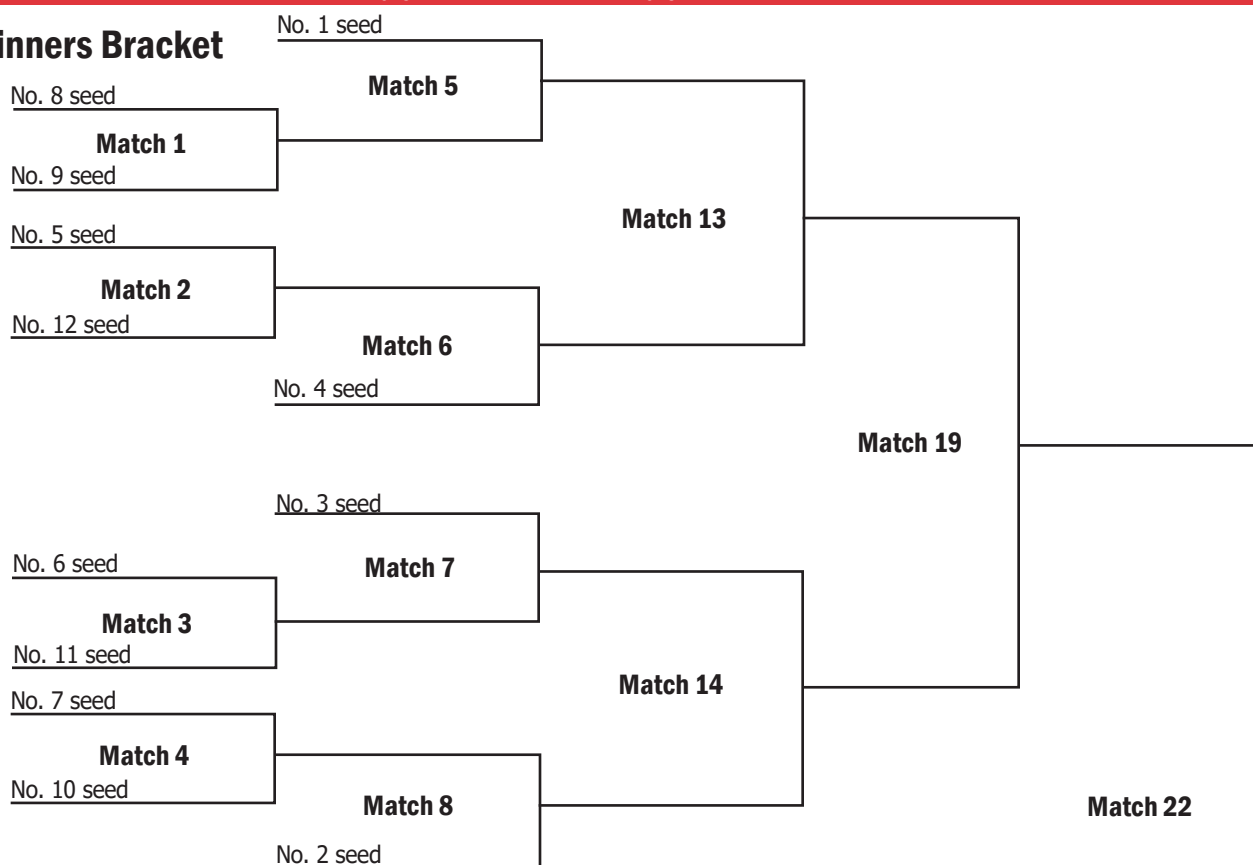 inners Bracket
No. 1 seed
Match 5
No. 8 seed
Match 1
No. 9 seed
No. 5 seed
Match 2
No. 12 seed
Match 6
No. 4 seed
Match 13
Match 19
No. 3 seed
No. 6 seed
Match 7
Match 3
No. 11 seed
No. 7 seed
Match 14
Match 4
No. 10 seed
Match 8
No. 2 seed
Match 22